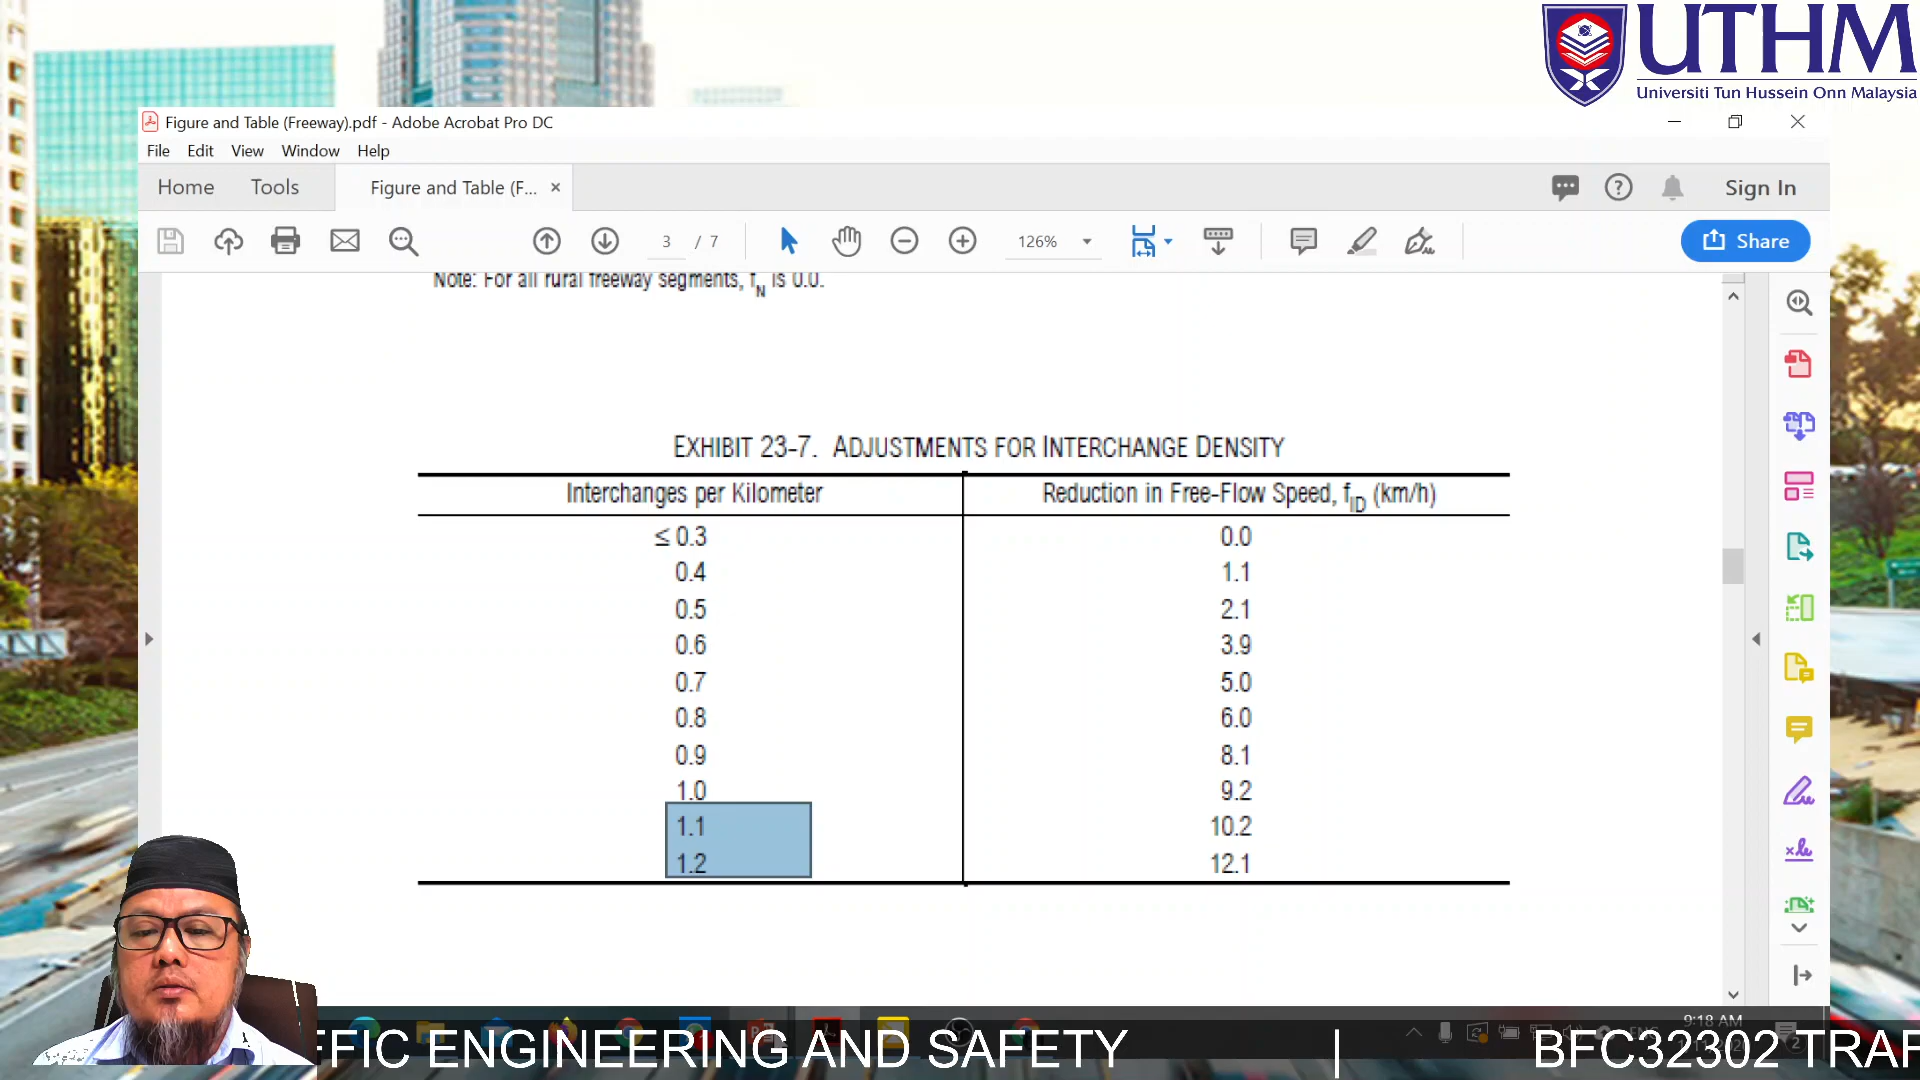 UTHM
Universiti Tun Hussein Onn Malaysia
Figure and Table (Freeway).pdf - Adobe Acrobat Pro DC
File Edit View Window Help
Home Tools Figure and Table (F... × Sign In
3 / 7 126% Share
Note: For all rural freeway segments, fN is 0.0.
EXHIBIT 23-7. ADJUSTMENTS FOR INTERCHANGE DENSITY
Interchanges per Kilometer Reduction in Free-Flow Speed, fID (km/h)
≤ 0.3 0.0
0.4 1.1
0.5 2.1
0.6 3.9
0.7 5.0
0.8 6.0
0.9 8.1
1.0 9.2
1.1 10.2
1.2 12.1
9:18 AM
FFIC ENGINEERING AND SAFETY | BFC32302 TRAF